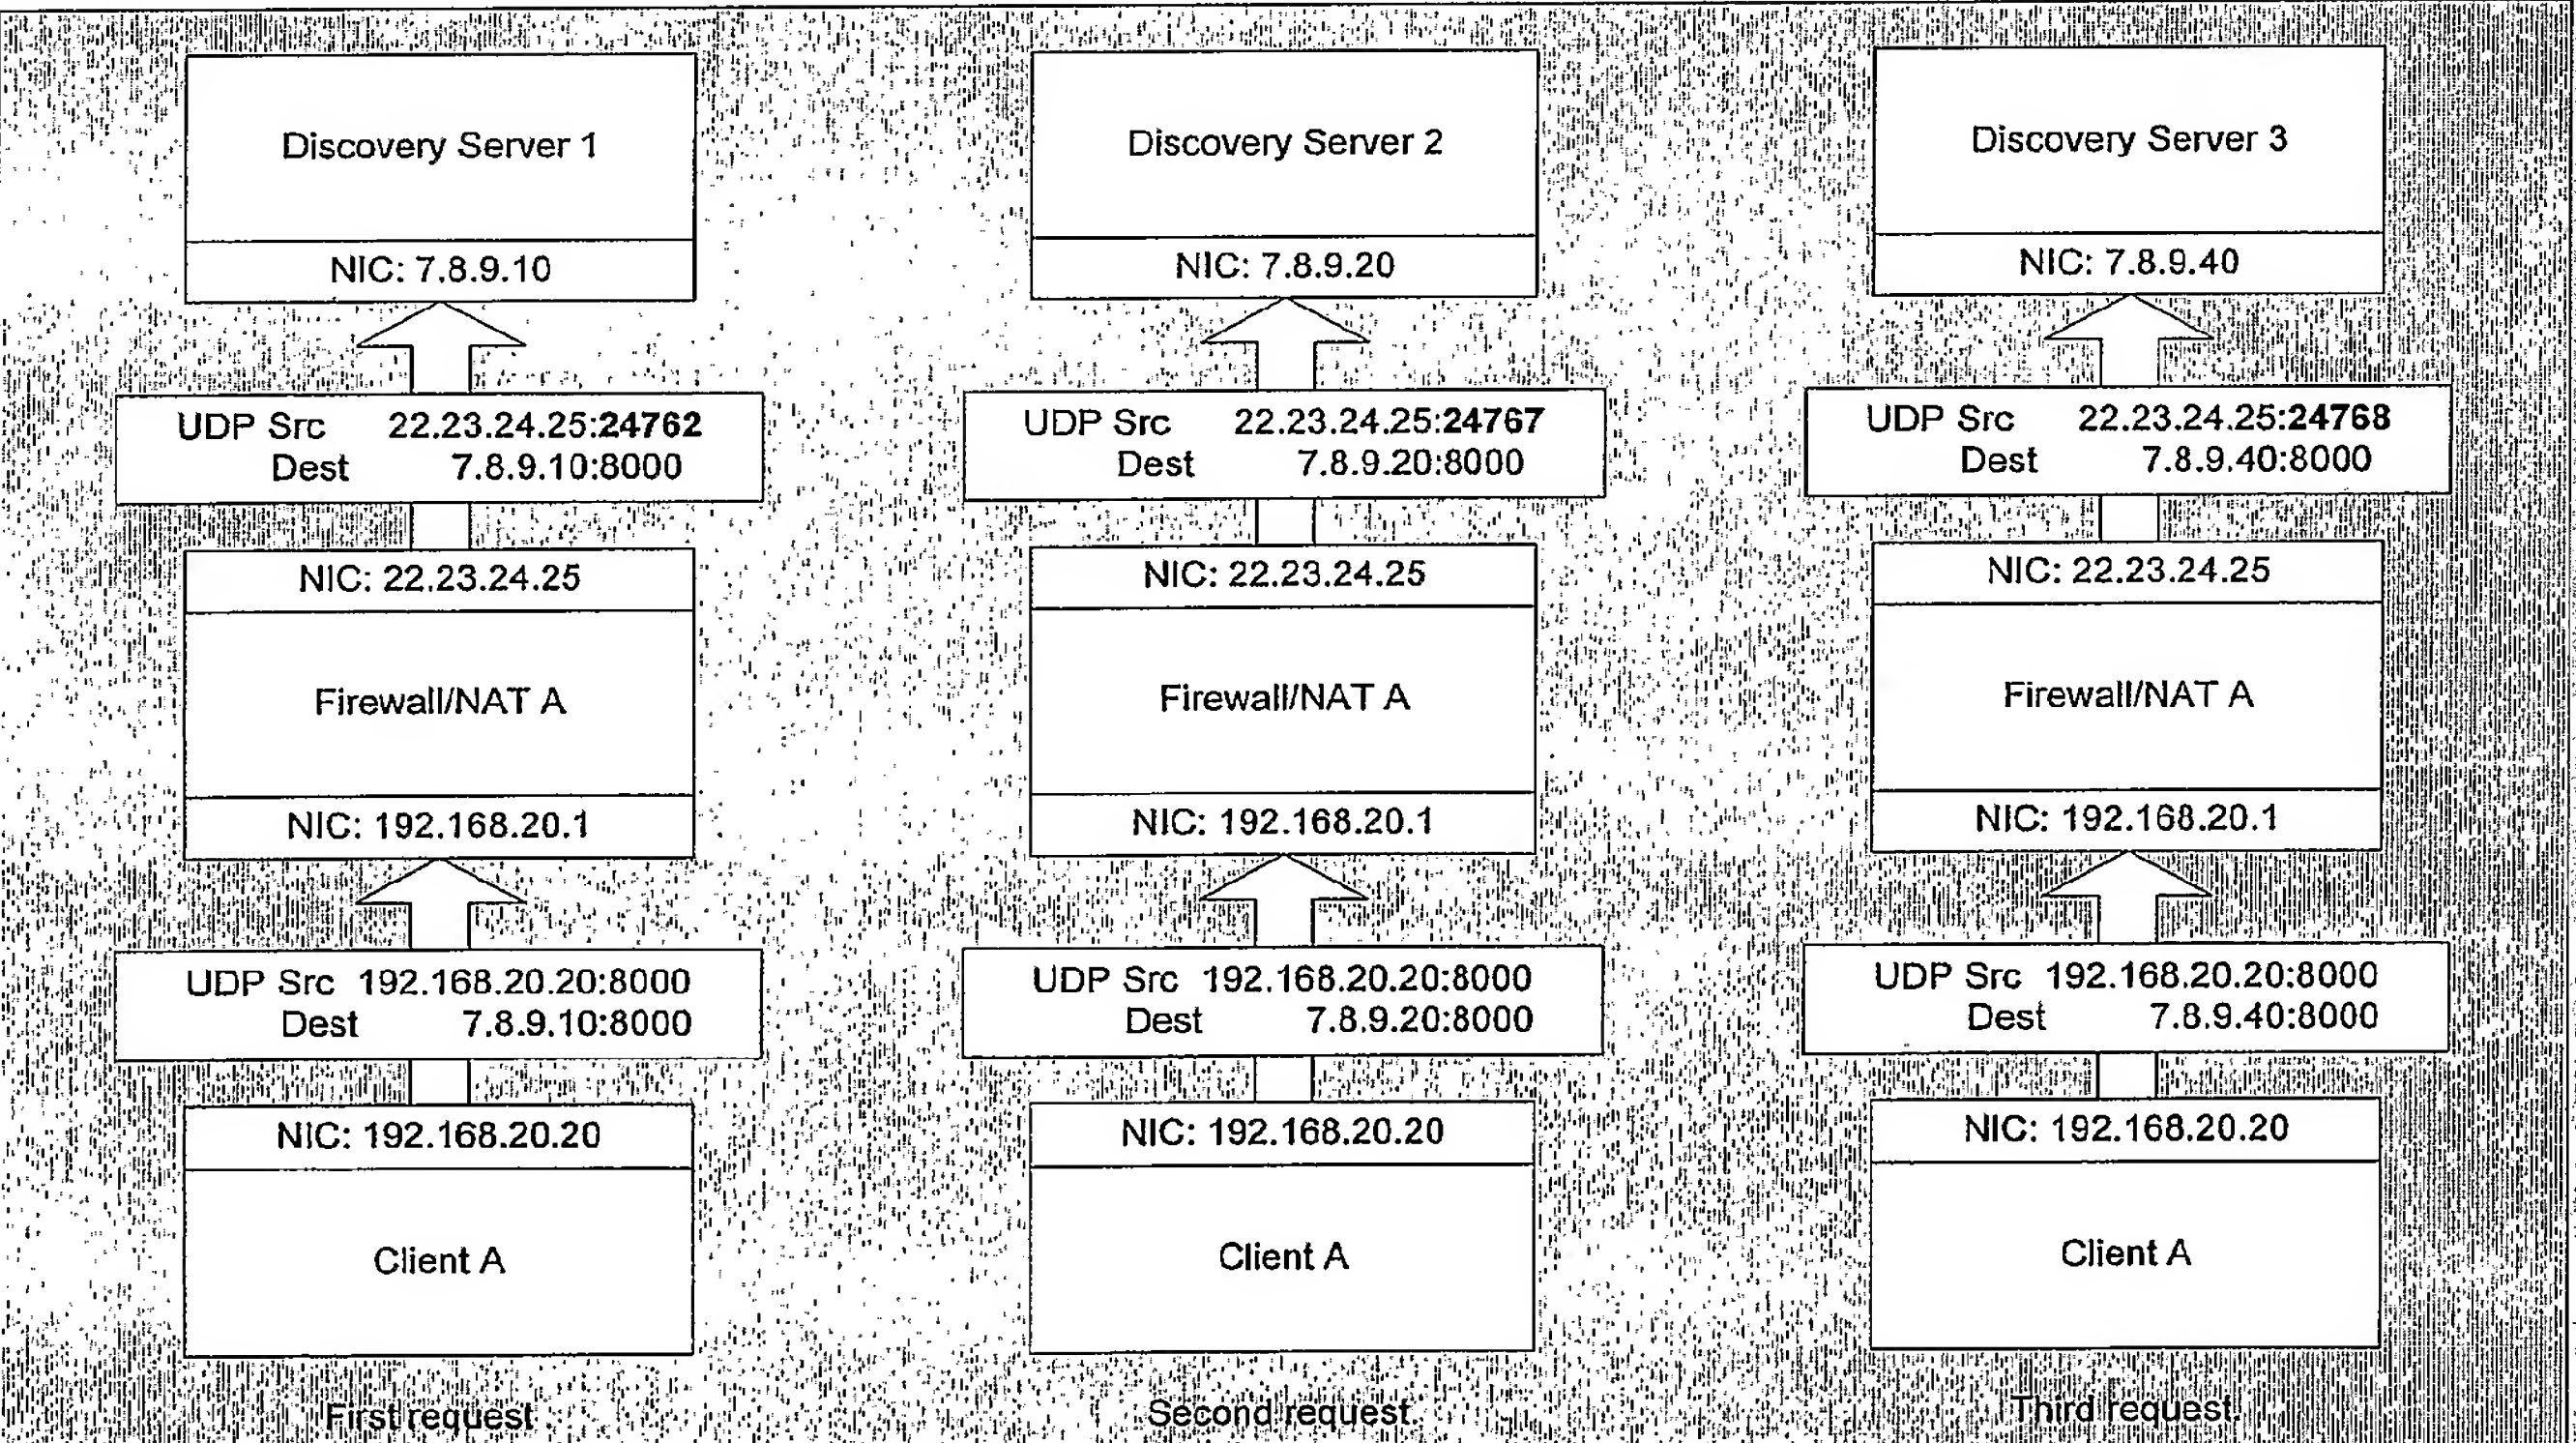 Discovery Server 1
NIC: 7.8.9.10
UDP Src 22.23.24.25:24762
Dest 7.8.9.10:8000
NIC: 22.23.24.25
Firewall/NAT A
NIC: 192.168.20.1
UDP Src 192.168.20.20:8000
Dest 7.8.9.10:8000
NIC: 192.168.20.20
Client A
First request
Discovery Server 2
NIC: 7.8.9.20
UDP Src 22.23.24.25:24767
Dest 7.8.9.20:8000
NIC: 22.23.24.25
Firewall/NAT A
NIC: 192.168.20.1
UDP Src 192.168.20.20:8000
Dest 7.8.9.20:8000
NIC: 192.168.20.20
Client A
Second request.
Discovery Server 3
NIC: 7.8.9.40
UDP Src 22.23.24.25:24768
Dest 7.8.9.40:8000
NIC: 22.23.24.25
Firewall/NAT A
NIC: 192.168.20.1
UDP Src 192.168.20.20:8000
Dest 7.8.9.40:8000
NIC: 192.168.20.20
Client A
Third request.